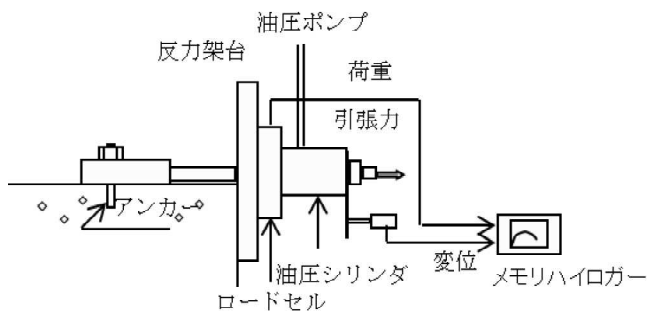 油圧ポンプ
反力架台
荷重
引張力
アンカー
変位
油圧シリンダ
メモリハイロガー
ロードセル